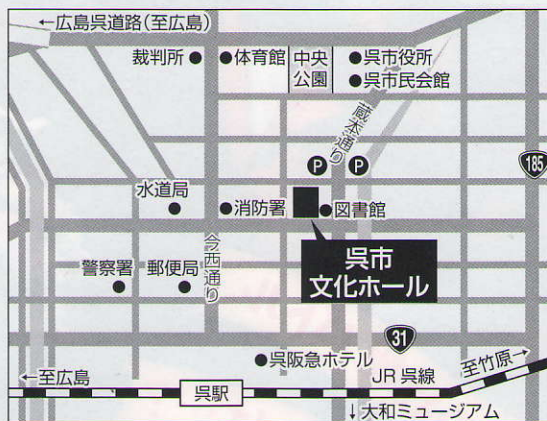 ←広島呉道路(至広島)
裁判所
体育館
中央
公園
呉市役所
呉市民会館
蔵本通り
P
P
185
水道局
消防署
図書館
今西通り
呉市
文化ホール
警察署
郵便局
31
呉阪急ホテル
至竹原→
←至広島
JR 呉線
呉駅
↓大和ミュージアム